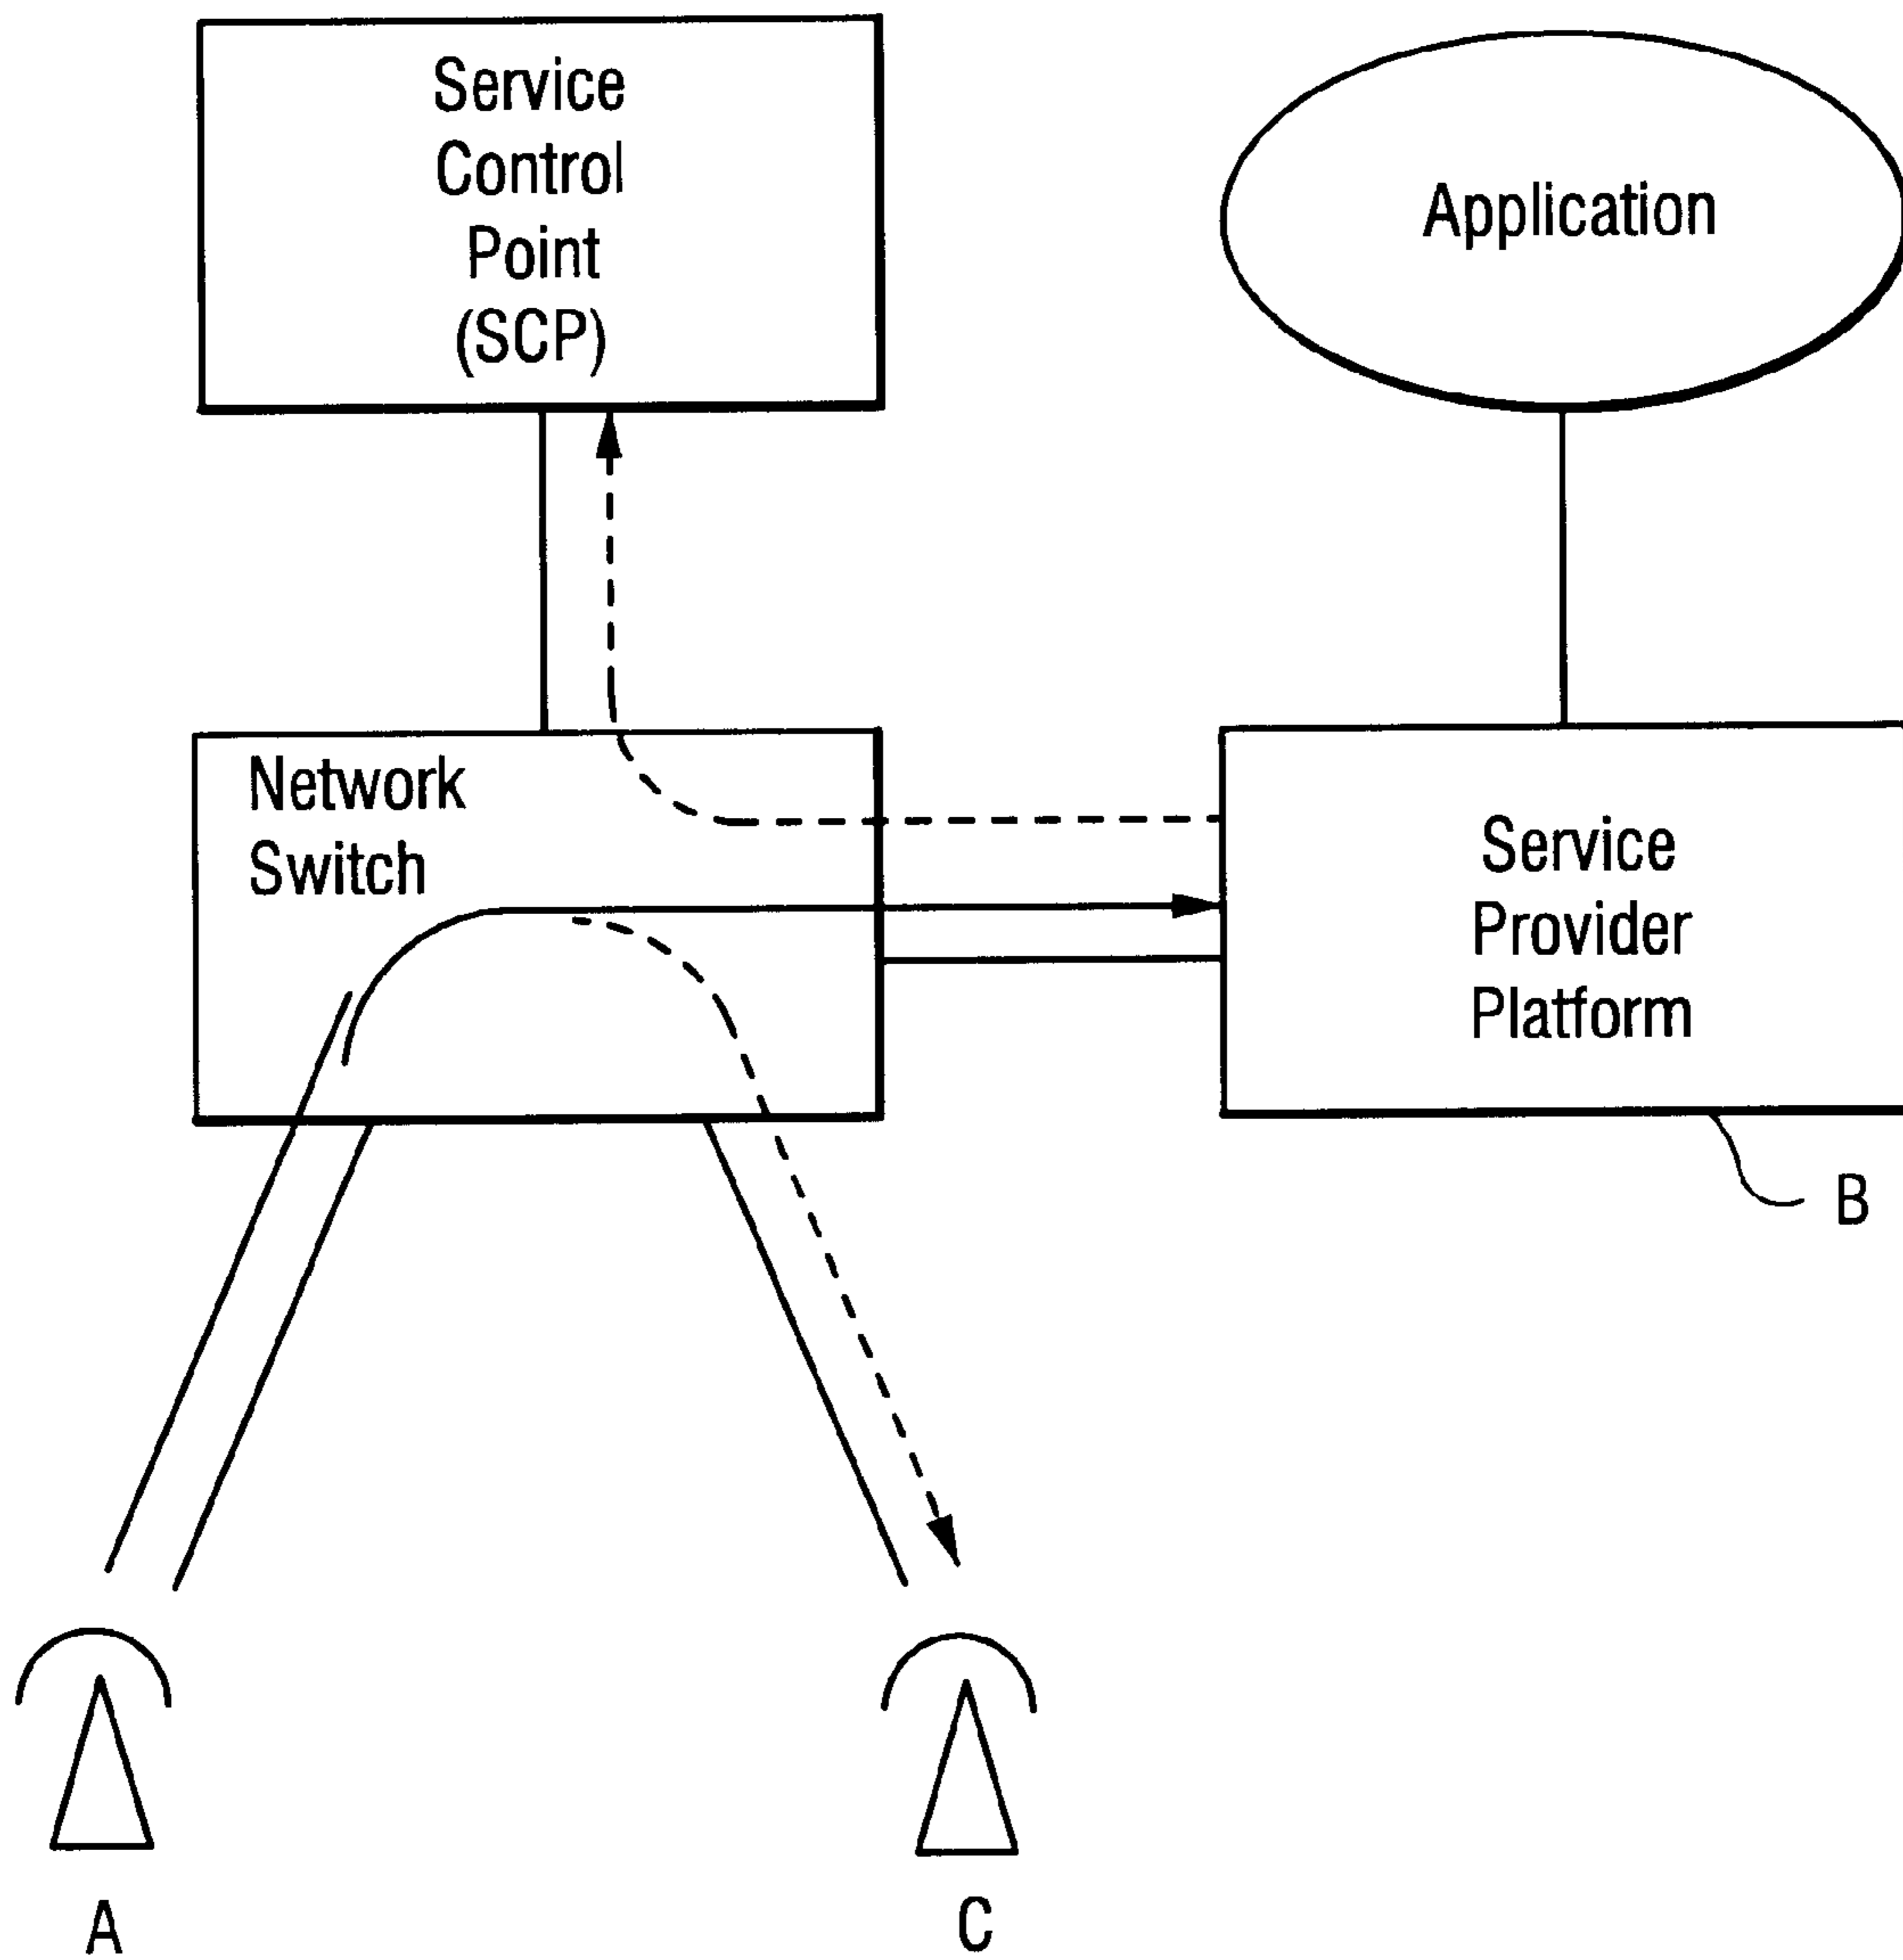 Service
Control
Point
(SCP)
Application
Network
Switch
Service
Provider
Platform
B
A
C